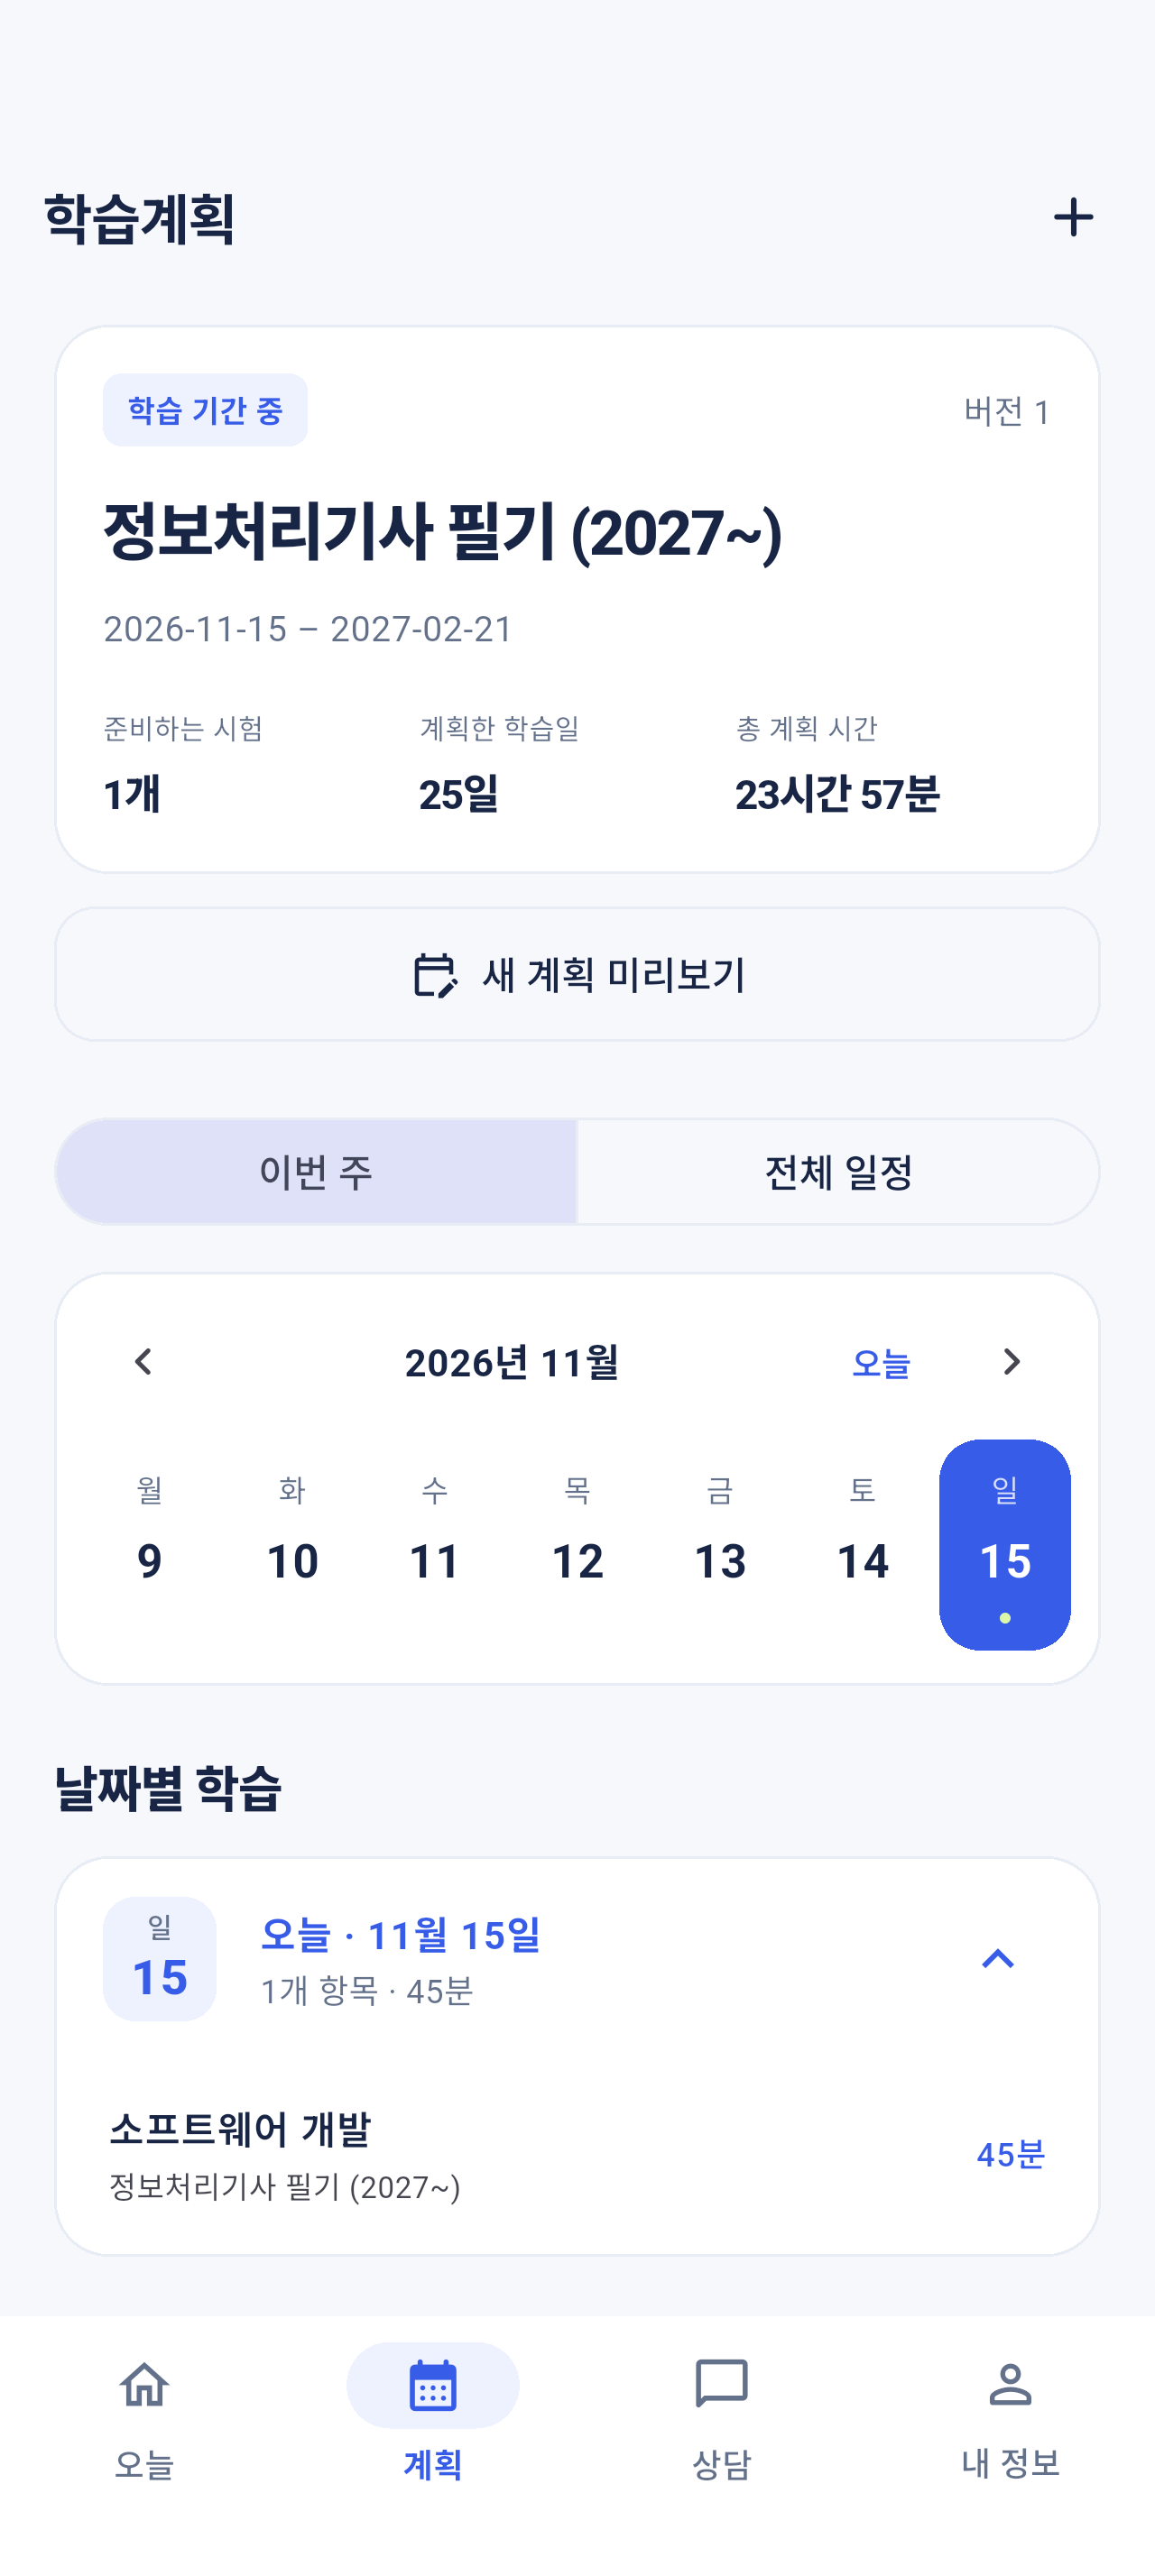 학습계획
학습 기간 중
버전 1
정보처리기사 필기 (2027~)
2026-11-15 – 2027-02-21
준비하는 시험 계획한 학습일 총 계획 시간
1개 25일 23시간 57분
새 계획 미리보기
이번 주 전체 일정
2026년 11월 오늘
월 화 수 목 금 토 일
9 10 11 12 13 14 15
날짜별 학습
일
15
오늘 · 11월 15일
1개 항목 · 45분
소프트웨어 개발
정보처리기사 필기 (2027~)
45분
오늘 계획 상담 내 정보